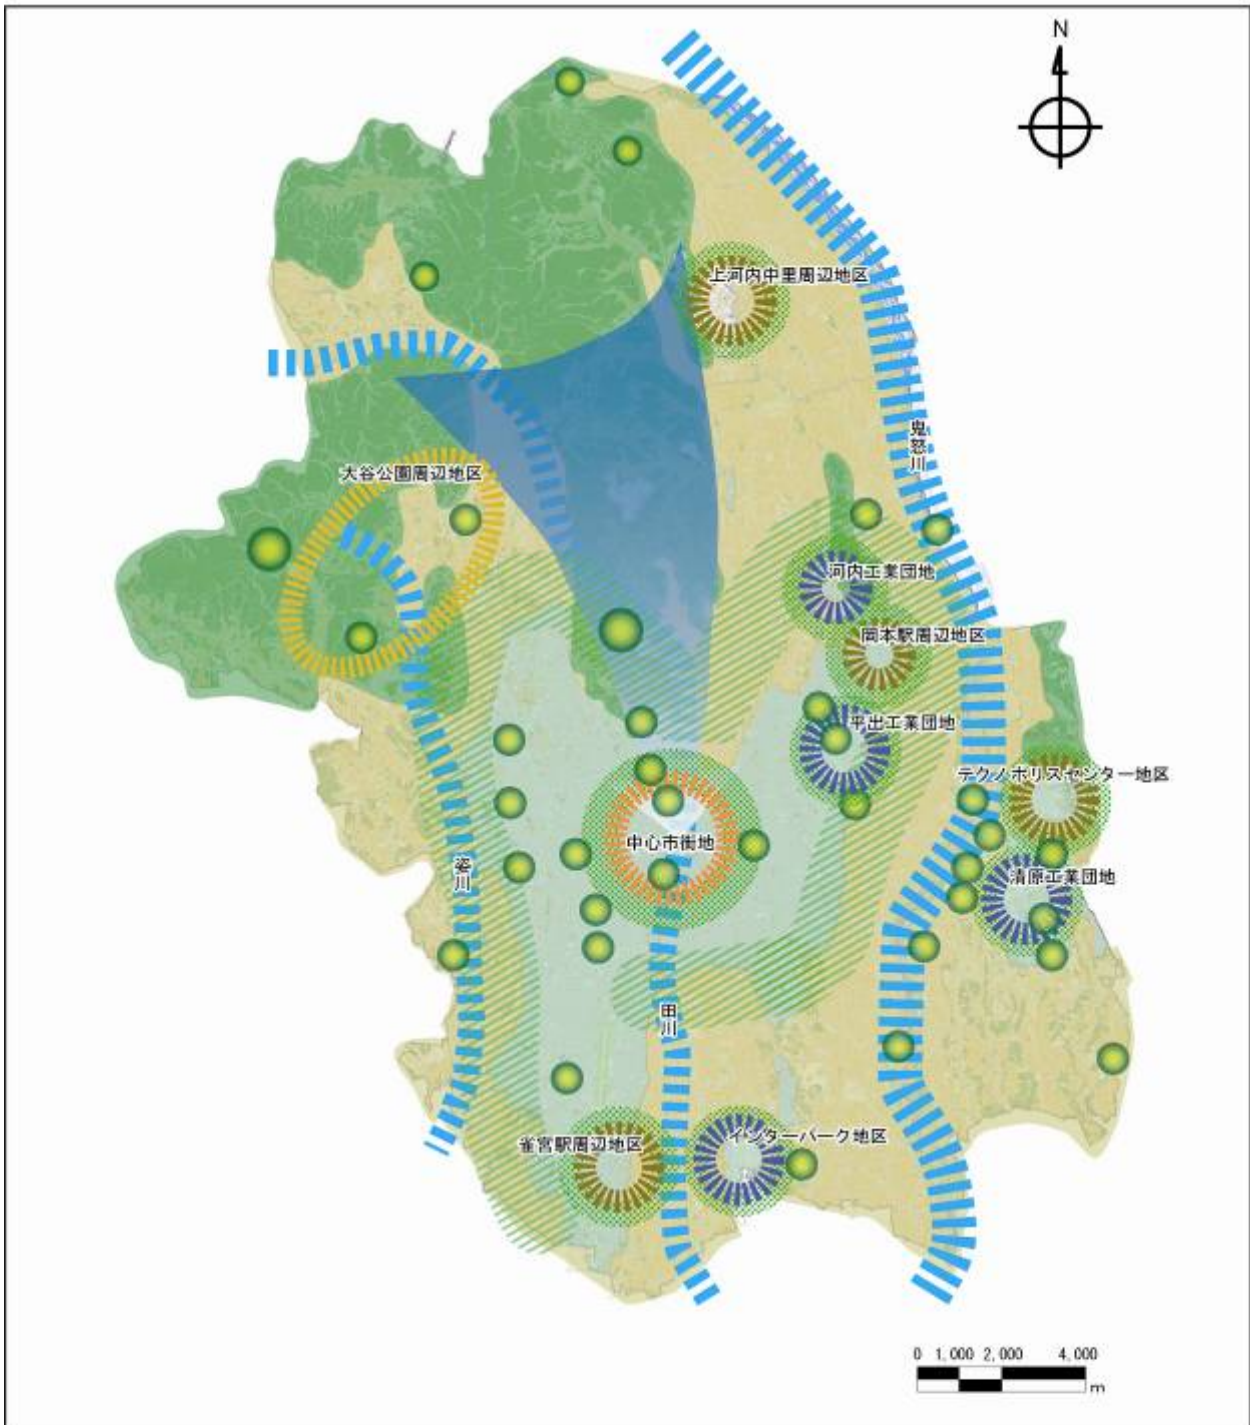 N
上河内中里周辺地区
鬼怒川
大谷公園周辺地区
河内工業団地
岡本駅周辺地区
平出工業団地
テクノポリスセンター地区
中心市街地
姿川
清原工業団地
田川
雀宮駅周辺地区
インターパーク地区
0 1,000 2,000 4,000
m